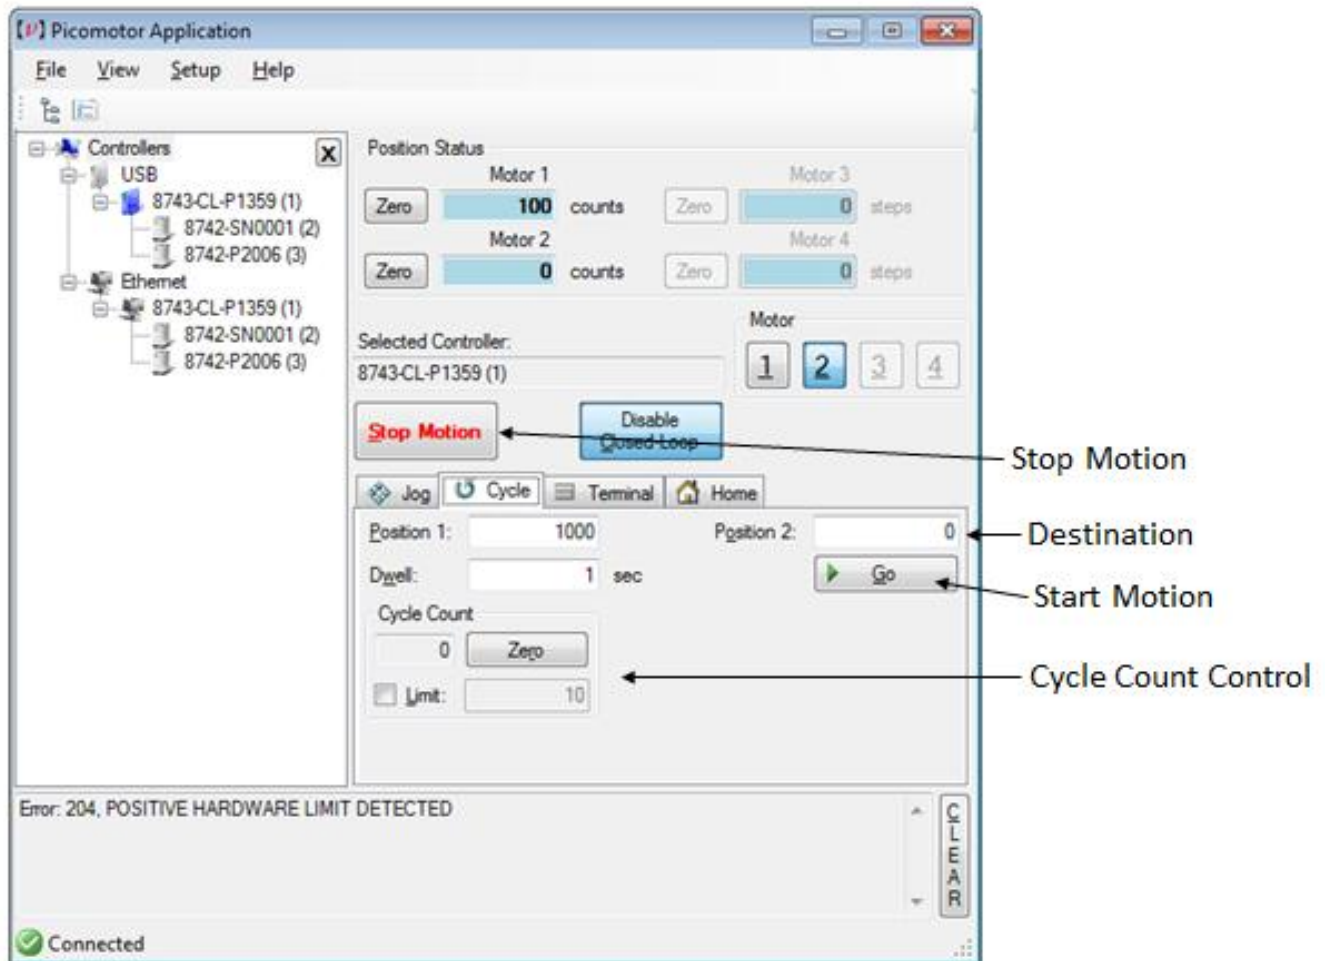 [ν] Picomotor Application
File View Setup Help
Controllers X
USB
8743-CL-P1359 (1)
8742-SN0001 (2)
8742-P2006 (3)
Ethernet
8743-CL-P1359 (1)
8742-SN0001 (2)
8742-P2006 (3)
Position Status
Motor 1 Motor 3
Zero 100 counts Zero 0 steps
Motor 2 Motor 4
Zero 0 counts Zero 0 steps
Motor
Selected Controller:
8743-CL-P1359 (1)
1 2 3 4
Stop Motion
Disable
Closed-Loop
Stop Motion
Jog Cycle Terminal Home
Position 1: 1000 Position 2: 0
Destination
Dwell: 1 sec Go
Start Motion
Cycle Count
0 Zero
Cycle Count Control
Limit: 10
Error: 204, POSITIVE HARDWARE LIMIT DETECTED
CLEAR
Connected